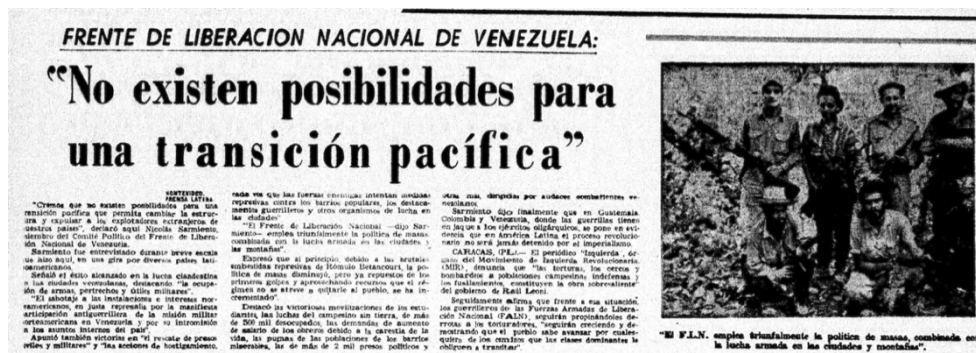 FRENTE DE LIBERACION NACIONAL DE VENEZUELA:
"No existen posibilidades para
una transición pacífica"
MONTEVIDEO,
PRENSA LATINA
"Creemos que no existen posibilidades para una
transición pacífica que permita cambiar la estruc-
tura y expulsar a los explotadores extranjeros de
nuestros países", declaró aquí Nicolás Sarmiento,
miembro del Comité Político del Frente de Libera-
ción Nacional de Venezuela.
Sarmiento fue entrevistado durante breve escala
que hizo aquí, en una gira por diversos países lati-
noamericanos.
Señaló el éxito alcanzado en la lucha clandestina
en las ciudades venezolanas, destacando "la ocupa-
ción de armas, pertrechos y útiles militares".
"El sabotaje a las instalaciones e intereses nor-
teamericanos, en justa represalia por la manifiesta
participación antiguerrillera de la misión militar
norteamericana en Venezuela y por su intromisión
en los asuntos internos del país".
Apuntó también victorias en "el rescate de presos
civiles y militares" y "las acciones de hostigamiento,
cada vez que las fuerzas enemigas intentan medidas
represivas contra los barrios populares, los destaca-
mentos guerrilleros y otros organismos de lucha en
las ciudades"
"El Frente de Liberación Nacional —dijo Sar-
miento— emplea triunfalmente la política de masas,
combinada con la lucha armada en las ciudades y
las montañas".
Expresó que al principio, debido a las brutales
embestidas represivas de Rómulo Betancourt, la po-
lítica de masas disminuyó, pero ya repuestos de los
primeros golpes y aprovechando recursos que el ré-
gimen no se atreve a quitarle al pueblo, se ha in-
crementado".
Destacó las victoriosas movilizaciones de los estu-
diantes, las luchas del campesino sin tierra, de más
de 500 mil desocupados, las demandas de aumento
de salario de los obreros debido a la carestía de la
vida, las pugnas de las poblaciones de los barrios
miserables, las de más de 2 mil presos políticos y
otras más, dirigidas por audaces combatientes ve-
nezolanos.
Sarmiento dijo finalmente que en Guatemala,
Colombia y Venezuela, donde las guerrillas tienen
en jaque a los ejércitos oligárquicos, se pone en evi-
dencia que en América Latina el proceso revolucio-
nario no será jamás detenido por el imperialismo.
CARACAS, (PL).— El periódico "Izquierda", ór-
gano del Movimiento de Izquierda Revolucionaria,
(MIR), denuncia que "las torturas, los cercos y
bombardeos a poblaciones campesinas indefensas y
los fusilamientos, constituyen la obra sobresaliente"
del gobierno de Raúl Leoni.
Seguidamente afirma que frente a esa situación,
los guerrilleros de las Fuerzas Armadas de Libera-
ción Nacional (FALN), seguirán propinándoles de-
rrotas a los torturadores, "seguirán creciendo y de-
mostrando que el pueblo sabe avanzar por cuales-
quiera de los caminos que las clases dominantes le
obliguen a transitar".
"El F.L.N. emplea triunfalmente la política de masas, combinada con
la lucha armada en las ciudades y montañas".